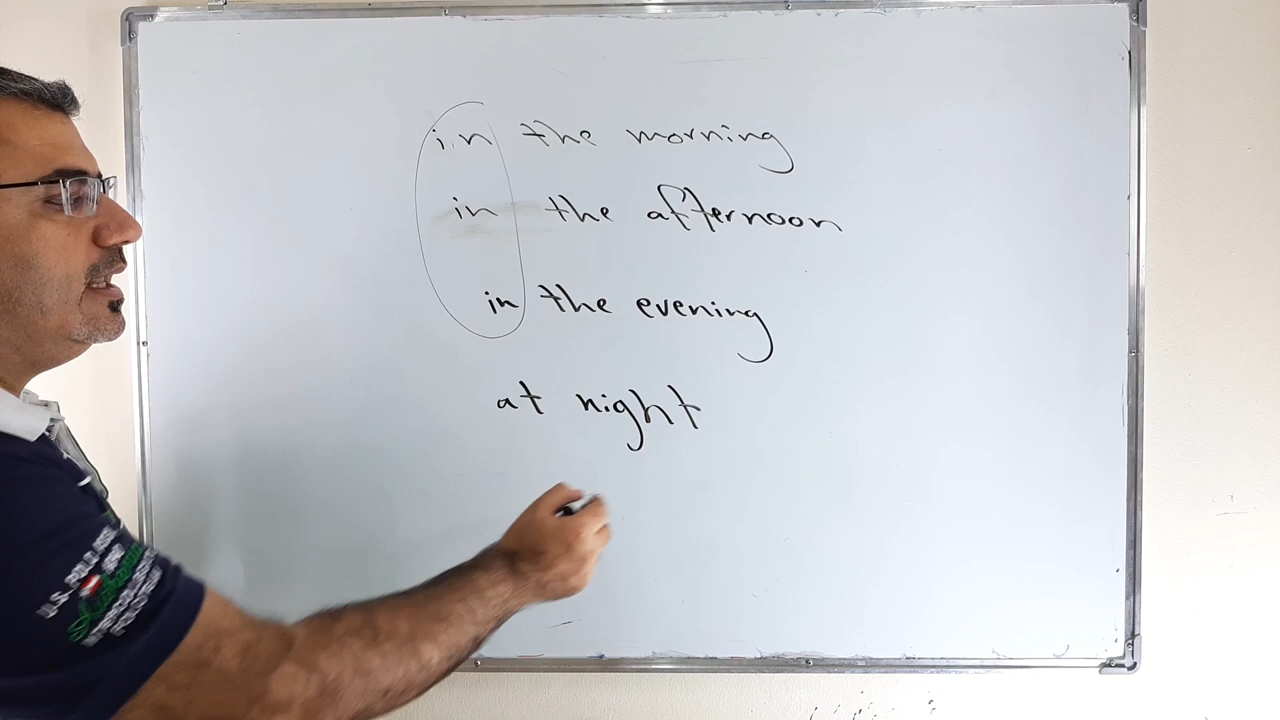 in the morning
in the afternoon
in the evening
at night